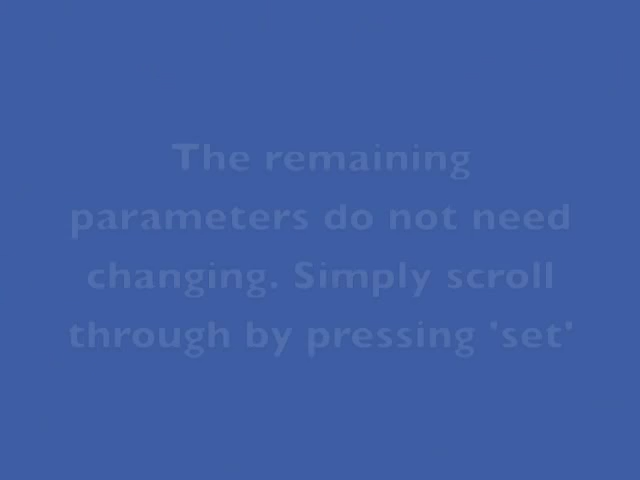 The remaining
parameters do not need
changing. Simply scroll
through by pressing 'set'